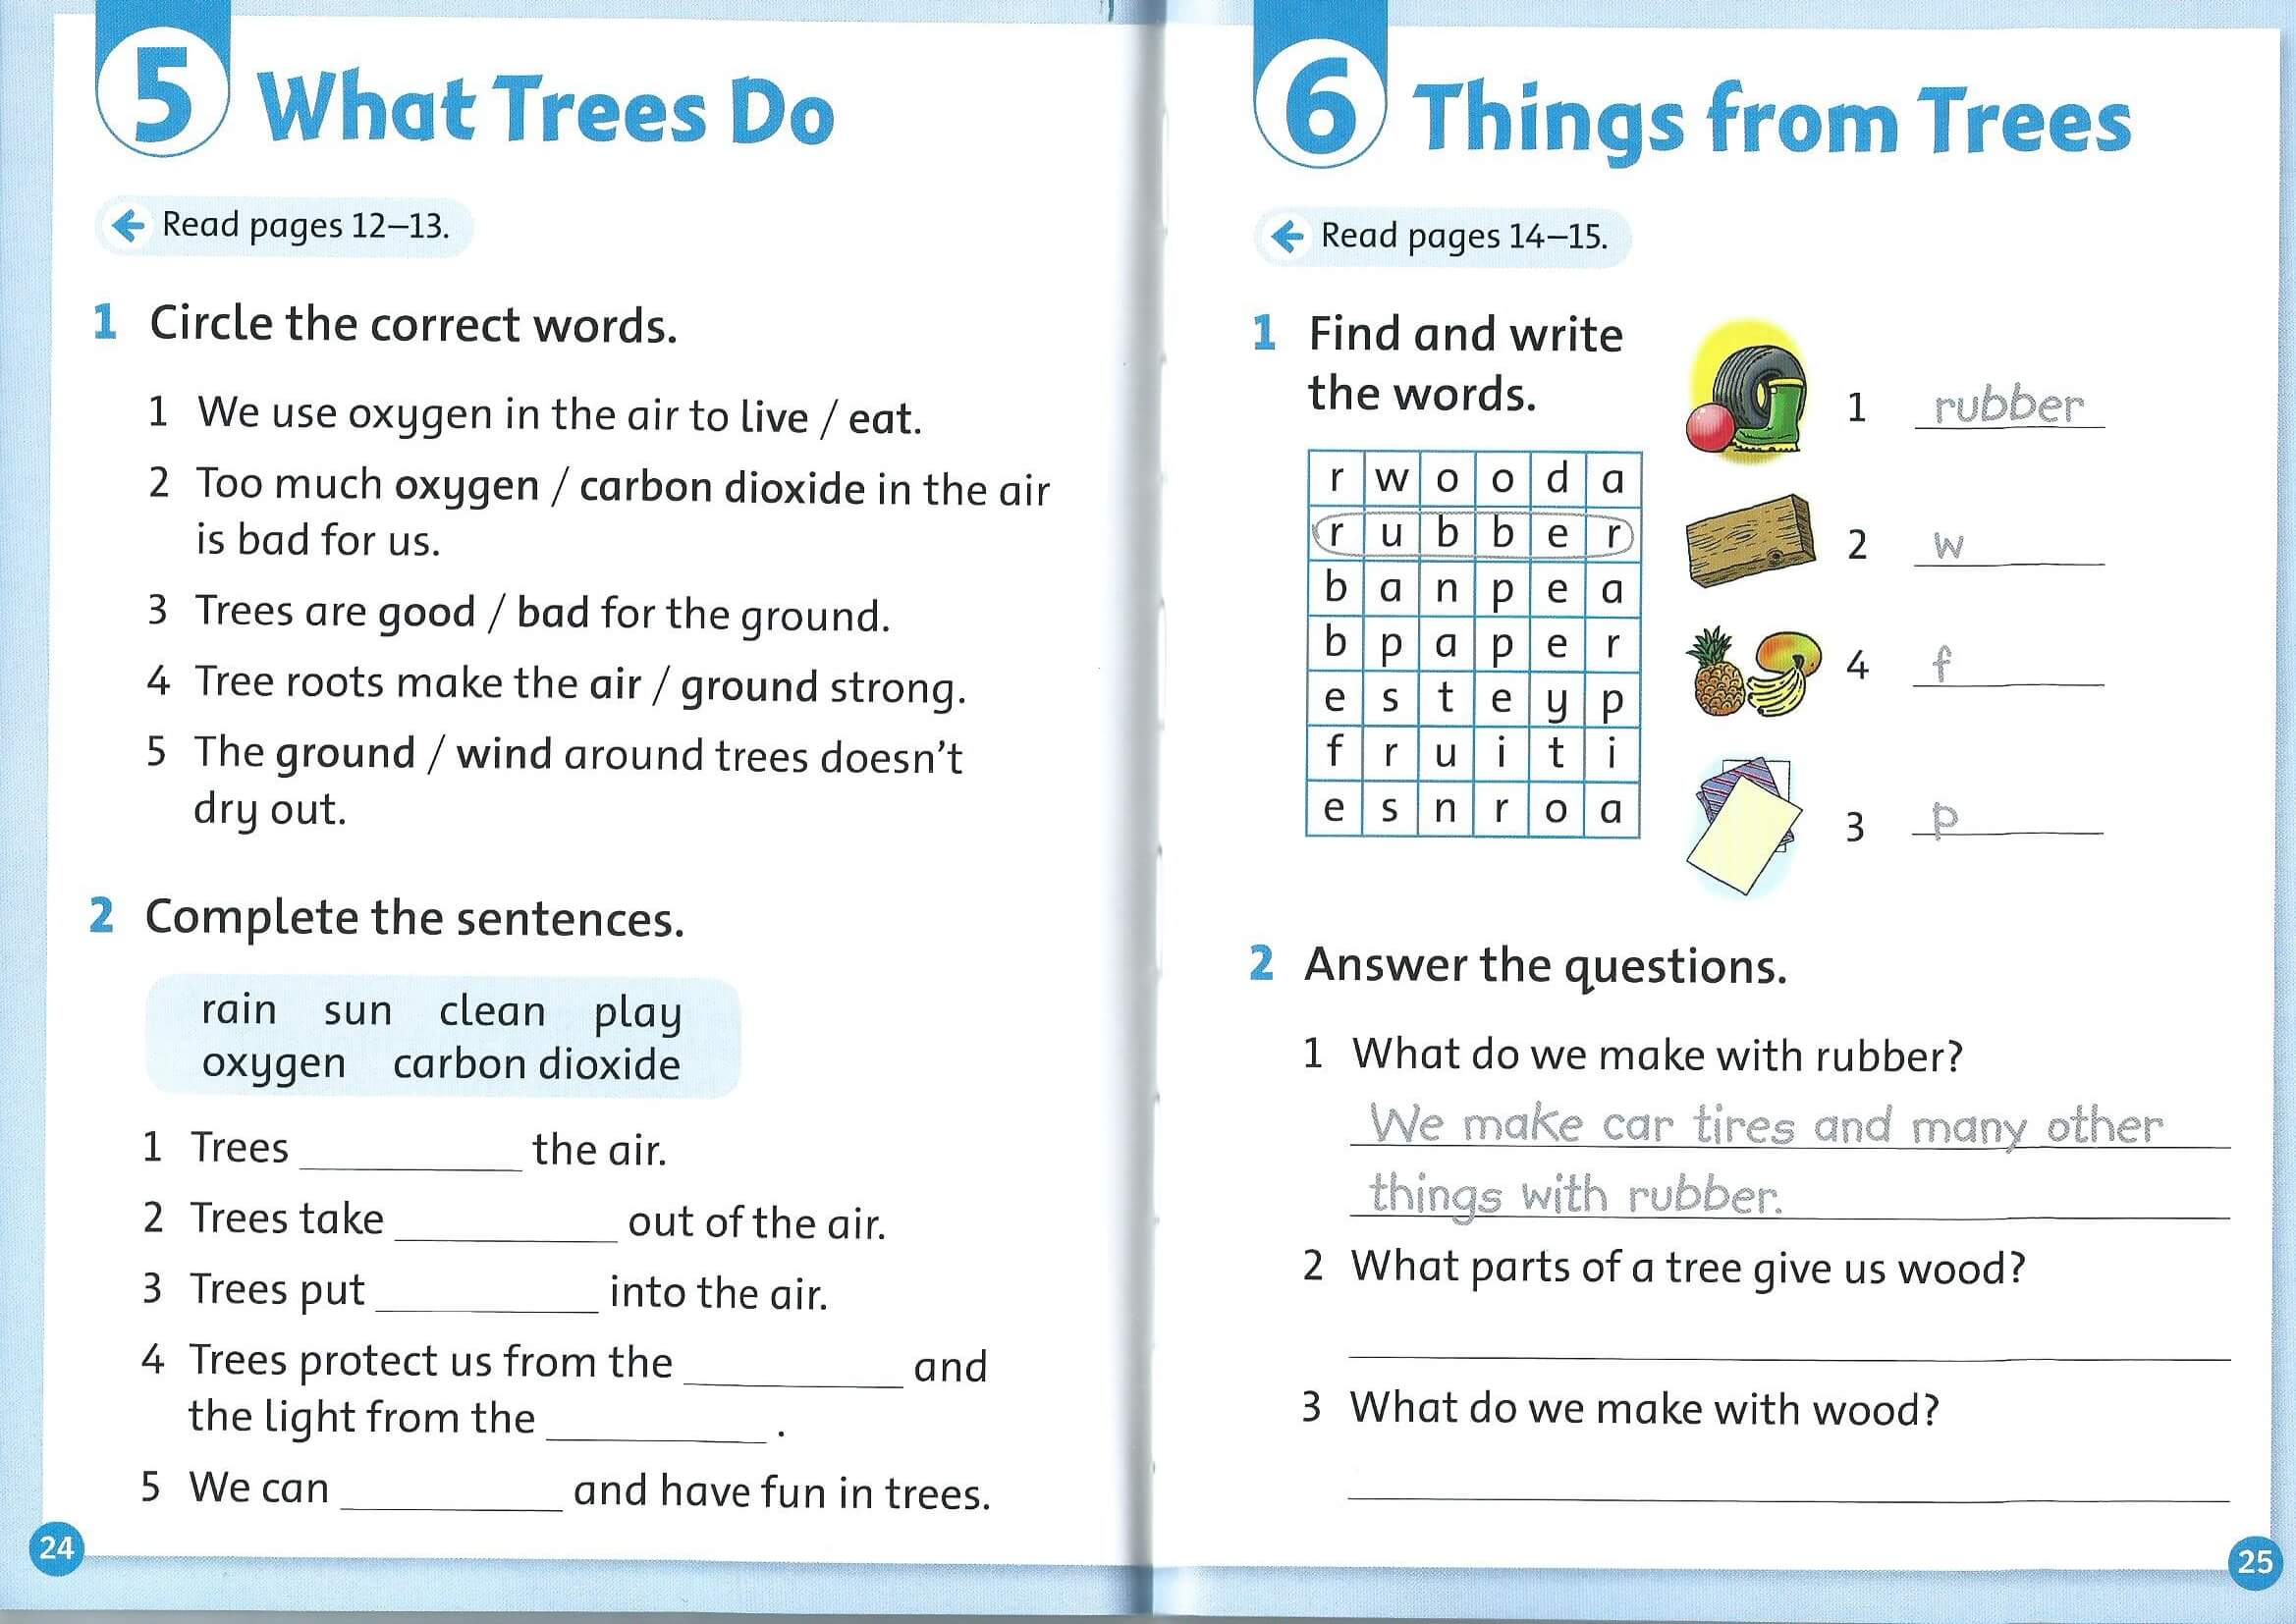 5 What Trees Do
Read pages 12–13.
1 Circle the correct words.
1 We use oxygen in the air to live / eat.
2 Too much oxygen / carbon dioxide in the air
is bad for us.
3 Trees are good / bad for the ground.
4 Tree roots make the air / ground strong.
5 The ground / wind around trees doesn't
dry out.
2 Complete the sentences.
rain sun clean play
oxygen carbon dioxide
1 Trees __________ the air.
2 Trees take __________ out of the air.
3 Trees put __________ into the air.
4 Trees protect us from the __________ and
the light from the __________ .
5 We can __________ and have fun in trees.
24
6 Things from Trees
Read pages 14–15.
1 Find and write
the words.
r w o o d a
r u b b e r
b a n p e a
b p a p e r
e s t e y p
f r u i t i
e s n r o a
1 rubber
2 w
4 f
3 p
2 Answer the questions.
1 What do we make with rubber?
We make car tires and many other
things with rubber.
2 What parts of a tree give us wood?
3 What do we make with wood?
25